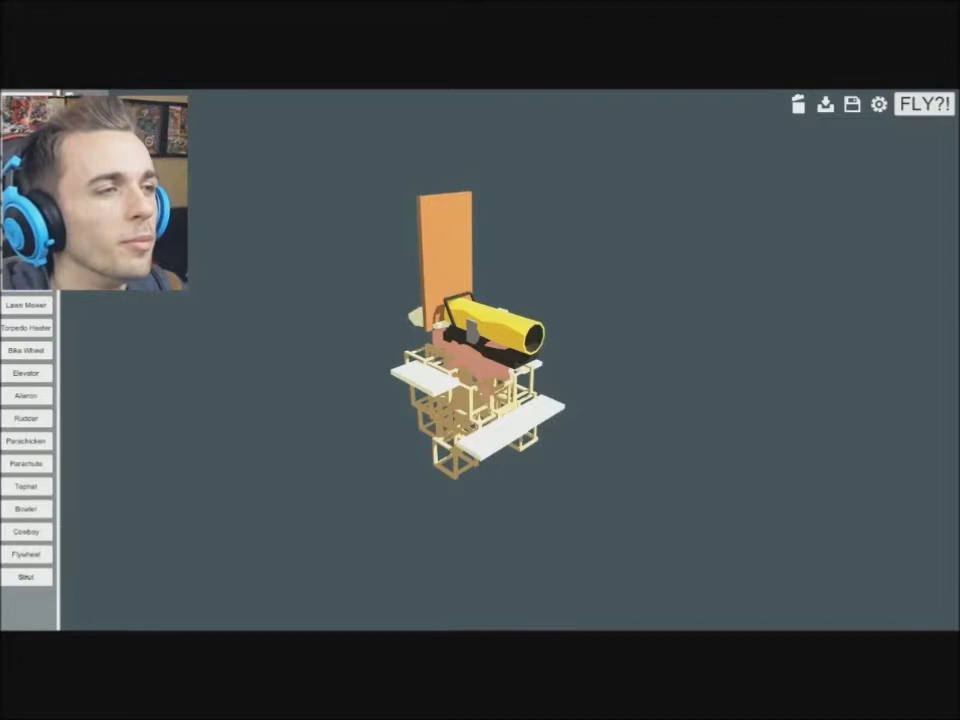 FLY?!
Lawn Mower
Torpedo Heater
Bike Wheel
Elevator
Aileron
Rudder
Parachicken
Parachute
Tophat
Bowler
Cowboy
Flywheel
Strut